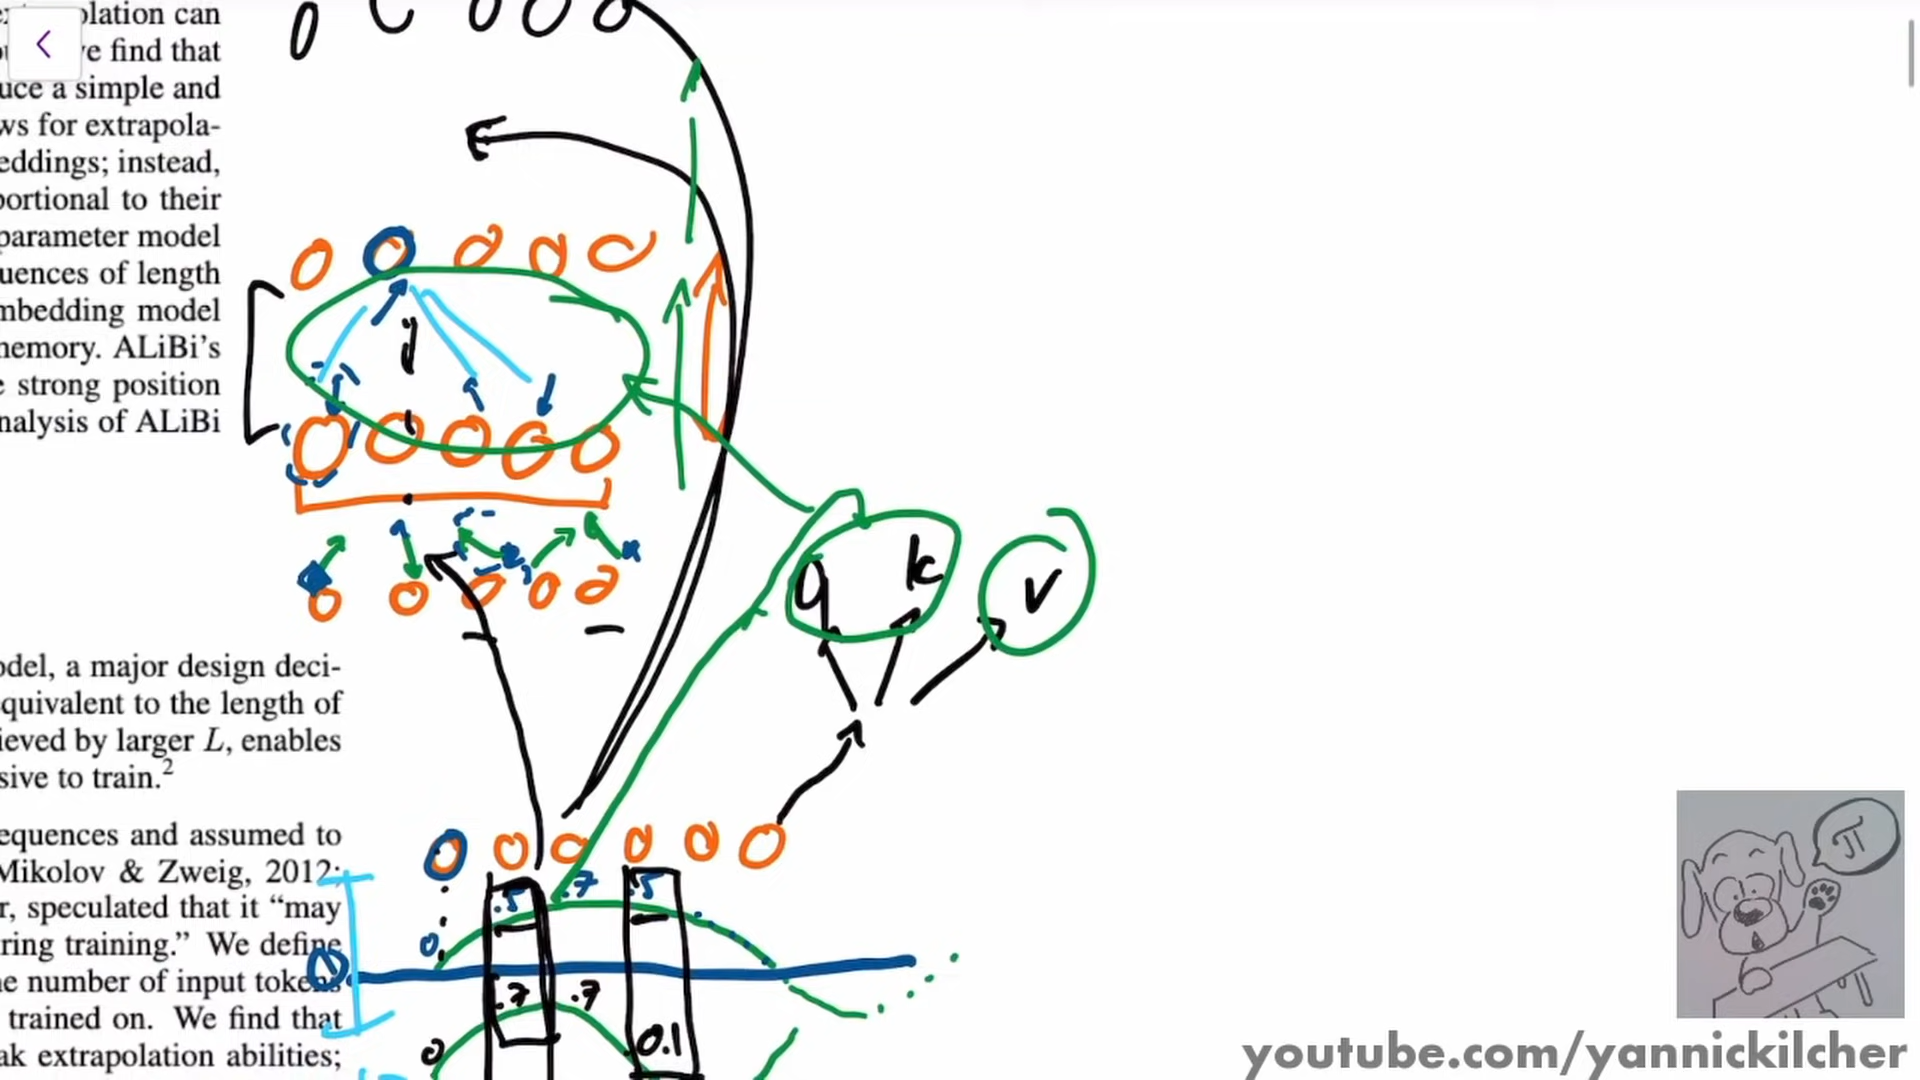 plation can
e find that
uce a simple and
ws for extrapola-
eddings; instead,
portional to their
parameter model
uences of length
mbedding model
memory. ALiBi's
e strong position
nalysis of ALiBi
q k v
odel, a major design deci-
quivalent to the length of
ieved by larger L, enables
sive to train.2
equences and assumed to
Mikolov & Zweig, 2012;
r, speculated that it “may
ring training.” We define
e number of input tokens
trained on. We find that
ak extrapolation abilities;
0 .5 .7 .5
.7 .7
0 0.1
π
youtube.com/yannickilcher